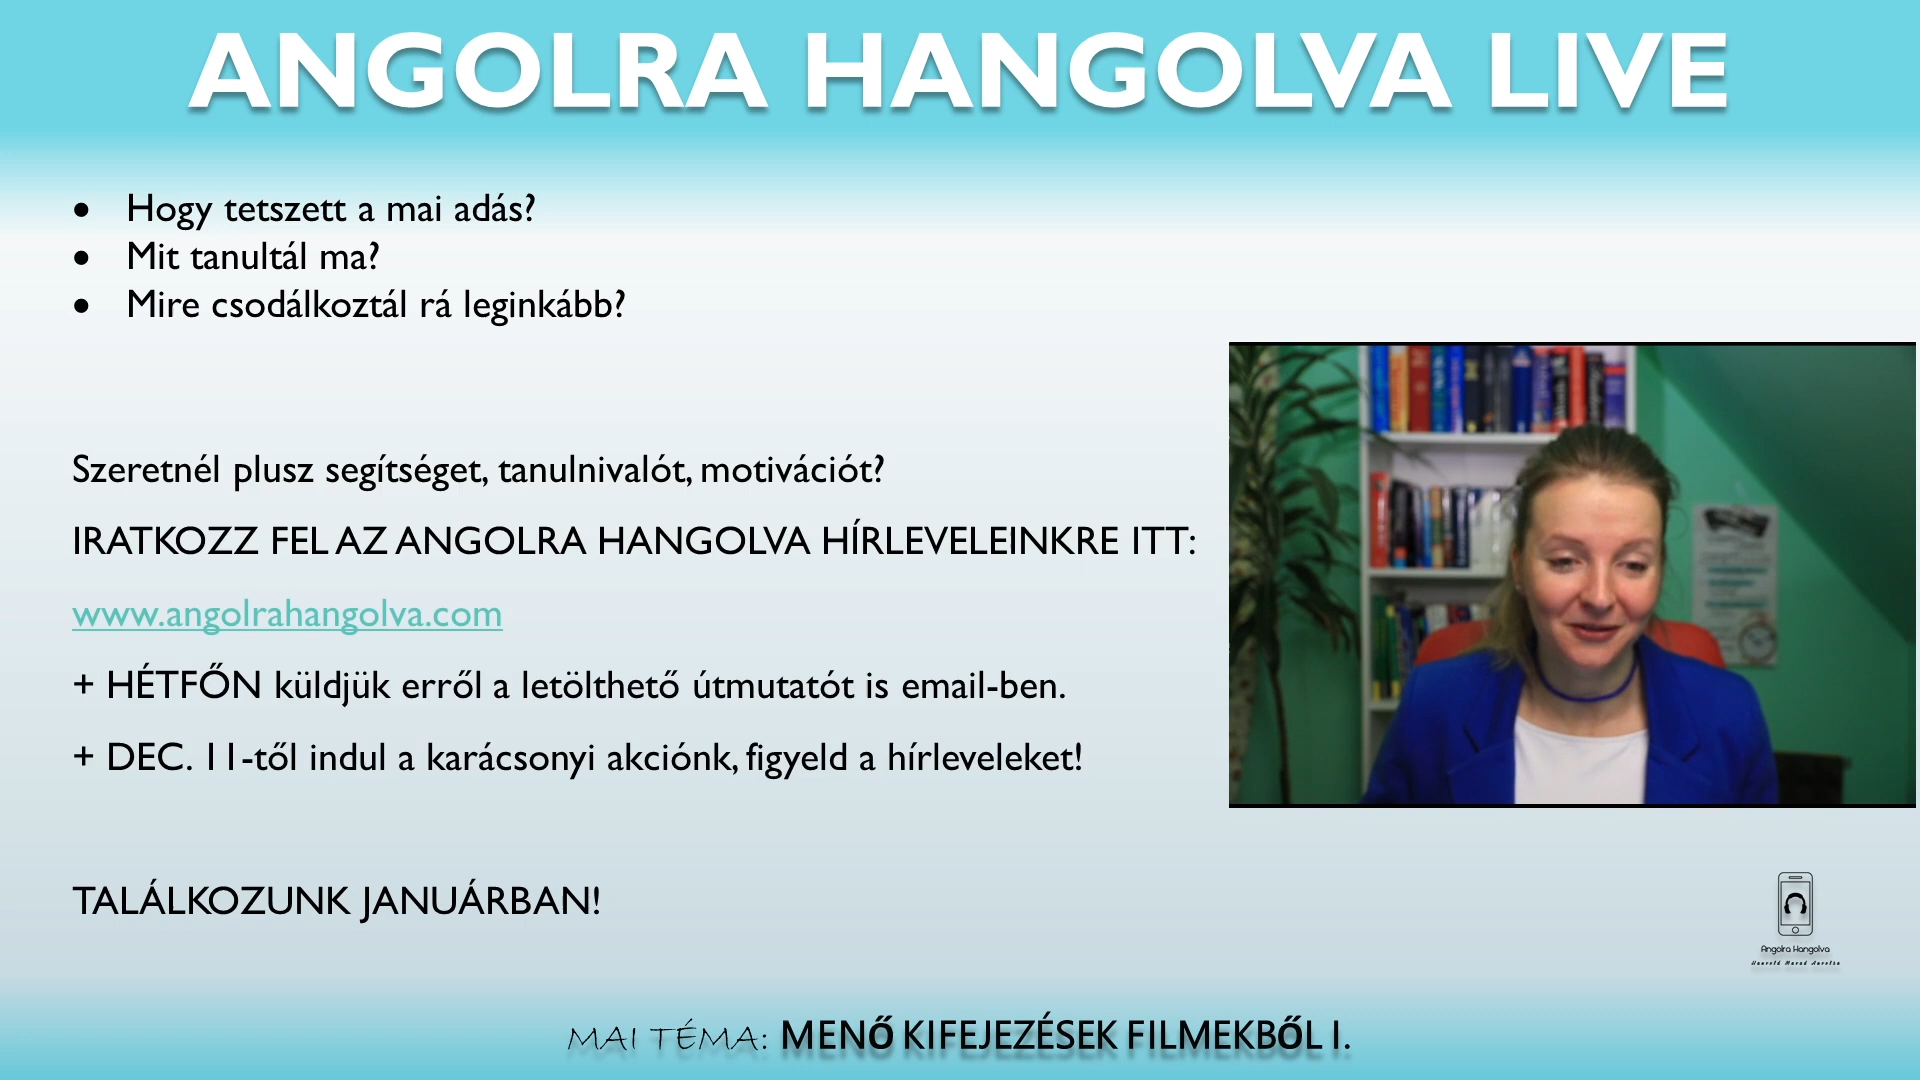 ANGOLRA HANGOLVA LIVE
• Hogy tetszett a mai adás?
• Mit tanultál ma?
• Mire csodálkoztál rá leginkább?
Szeretnél plusz segítséget, tanulnivalót, motivációt?
IRATKOZZ FEL AZ ANGOLRA HANGOLVA HÍRLEVELEINKRE ITT:
www.angolrahangolva.com
+ HÉTFŐN küldjük erről a letölthető útmutatót is email-ben.
+ DEC. 11-től indul a karácsonyi akciónk, figyeld a hírleveleket!
TALÁLKOZUNK JANUÁRBAN!
Angolra Hangolva
MAI TÉMA: MENŐ KIFEJEZÉSEK FILMEKBŐL I.